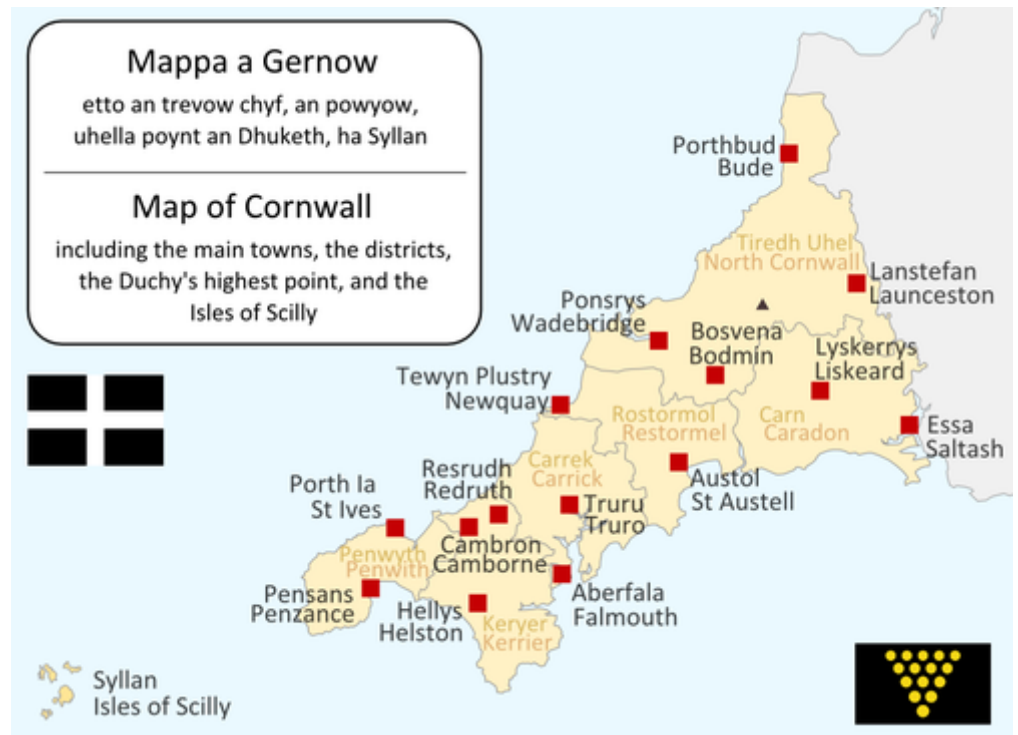 Mappa a Gernow
etto an trevow chyf, an powyow,
uhella poynt an Dhuketh, ha Syllan
Map of Cornwall
including the main towns, the districts,
the Duchy's highest point, and the
Isles of Scilly
Porthbud
Bude
Tiredh Uhel
North Cornwall
Lanstefan
Launceston
Ponsrys
Wadebridge
Bosvena
Bodmin
Lyskerrys
Liskeard
Tewyn Plustry
Newquay
Rostormol
Restormel
Carn
Caradon
Essa
Saltash
Carrek
Carrick
Austol
St Austell
Resrudh
Redruth
Porth Ia
St Ives
Truru
Truro
Cambron
Camborne
Penwyth
Penwith
Pensans
Penzance
Aberfala
Falmouth
Hellys
Helston
Keryer
Kerrier
Syllan
Isles of Scilly